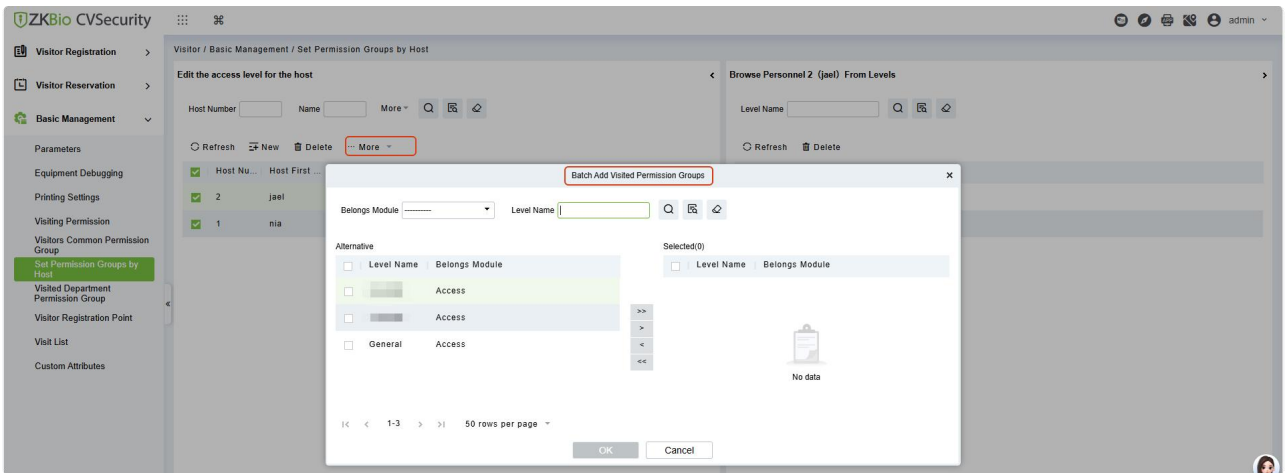 ZKBio CVSecurity
admin
Visitor Registration
Visitor Reservation
Basic Management
Parameters
Equipment Debugging
Printing Settings
Visiting Permission
Visitors Common Permission
Group
Set Permission Groups by
Host
Visited Department
Permission Group
Visitor Registration Point
Visit List
Custom Attributes
Visitor / Basic Management / Set Permission Groups by Host
Edit the access level for the host
Host Number Name More
Refresh New Delete ··· More
Host Nu... Host First ...
2 jael
1 nia
Browse Personnel 2 (jael) From Levels
Level Name
Refresh Delete
Batch Add Visited Permission Groups
Belongs Module ---------- Level Name
Alternative
Level Name Belongs Module
Access
Access
General Access
>>
>
<
<<
Selected(0)
Level Name Belongs Module
No data
|< < 1-3 > >| 50 rows per page
OK Cancel